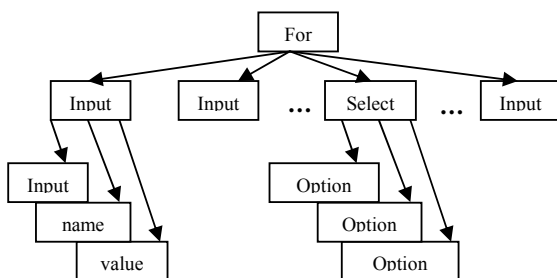 For
Input
Input
...
Select
...
Input
Input
name
value
Option
Option
Option